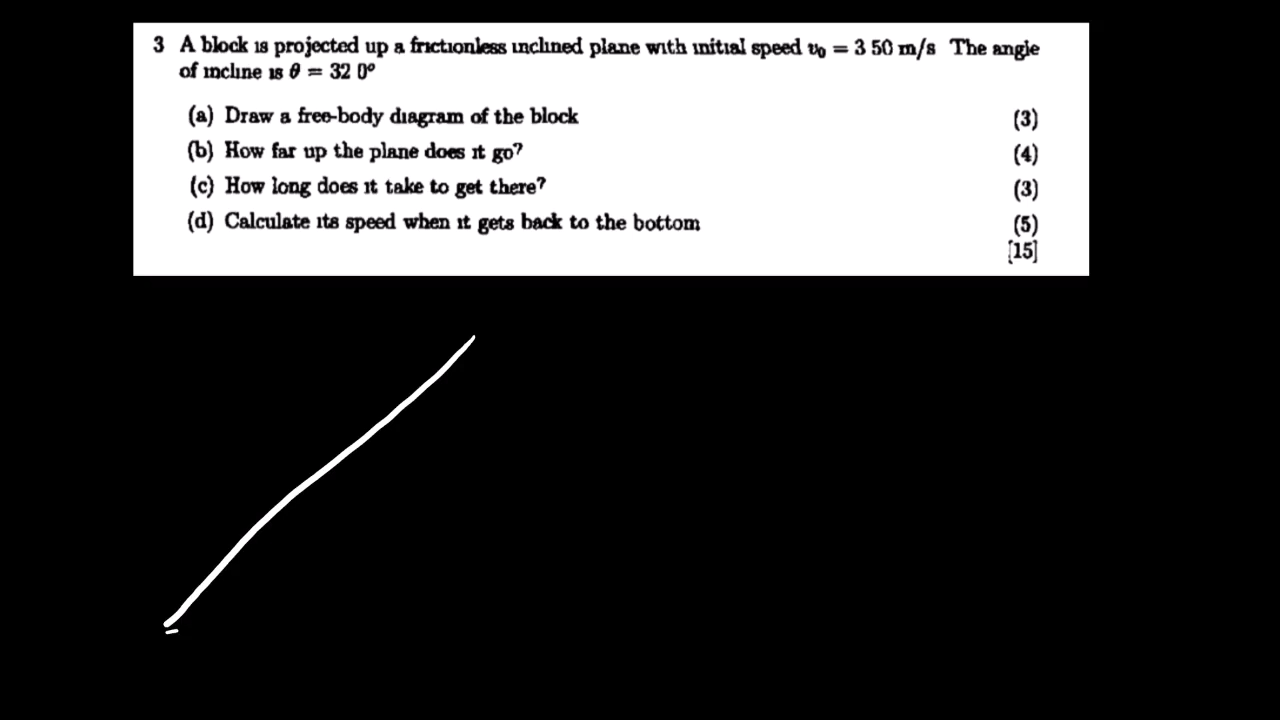 3 A block is projected up a frictionless inclined plane with initial speed v₀ = 3 50 m/s The angle
of incline is θ = 32 0°
(a) Draw a free-body diagram of the block (3)
(b) How far up the plane does it go? (4)
(c) How long does it take to get there? (3)
(d) Calculate its speed when it gets back to the bottom (5)
[15]